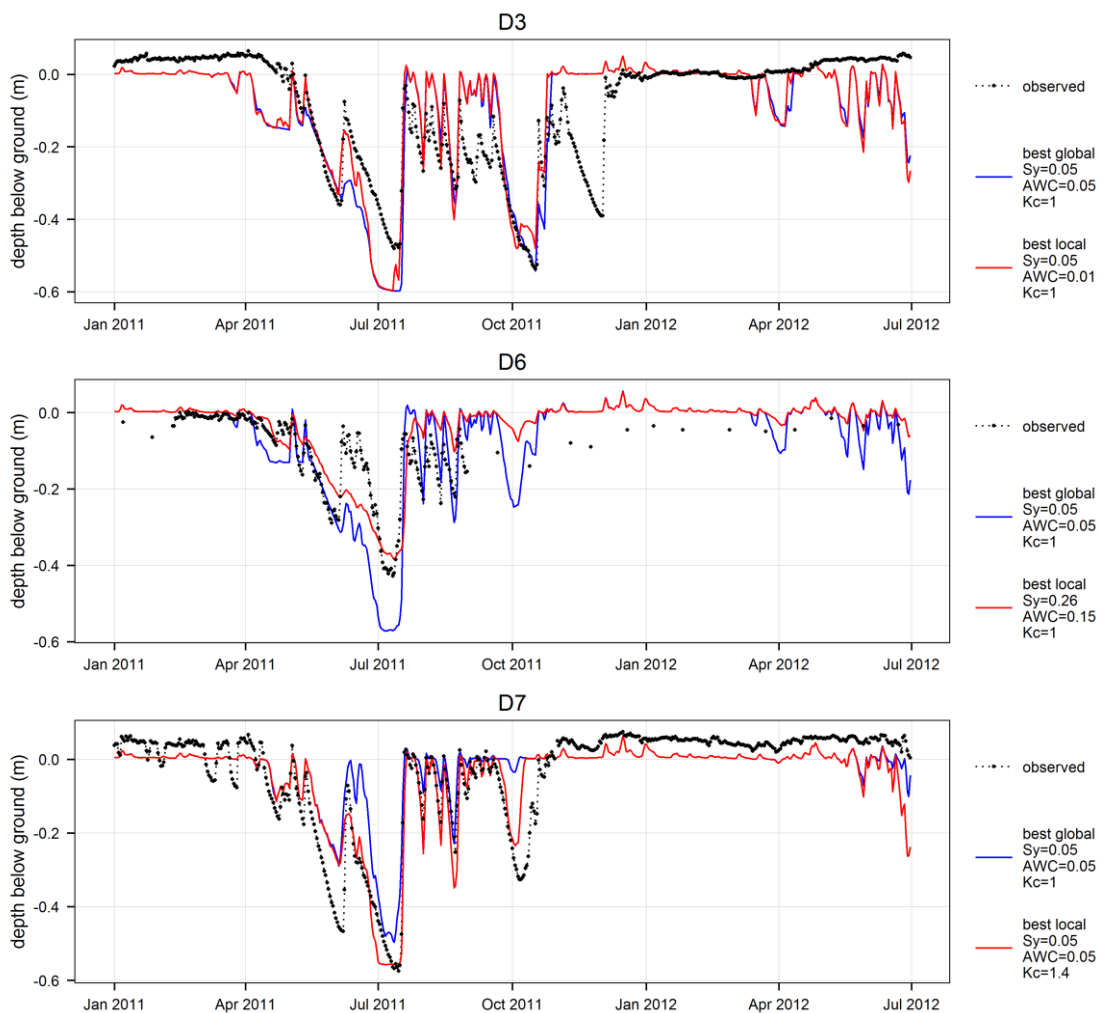 D3
depth below ground (m)
0.0
-0.2
-0.4
-0.6
Jan 2011
Apr 2011
Jul 2011
Oct 2011
Jan 2012
Apr 2012
Jul 2012
observed
best global
Sy=0.05
AWC=0.05
Kc=1
best local
Sy=0.05
AWC=0.01
Kc=1
D6
depth below ground (m)
0.0
-0.2
-0.4
-0.6
Jan 2011
Apr 2011
Jul 2011
Oct 2011
Jan 2012
Apr 2012
Jul 2012
observed
best global
Sy=0.05
AWC=0.05
Kc=1
best local
Sy=0.26
AWC=0.15
Kc=1
D7
depth below ground (m)
0.0
-0.2
-0.4
-0.6
Jan 2011
Apr 2011
Jul 2011
Oct 2011
Jan 2012
Apr 2012
Jul 2012
observed
best global
Sy=0.05
AWC=0.05
Kc=1
best local
Sy=0.05
AWC=0.05
Kc=1.4